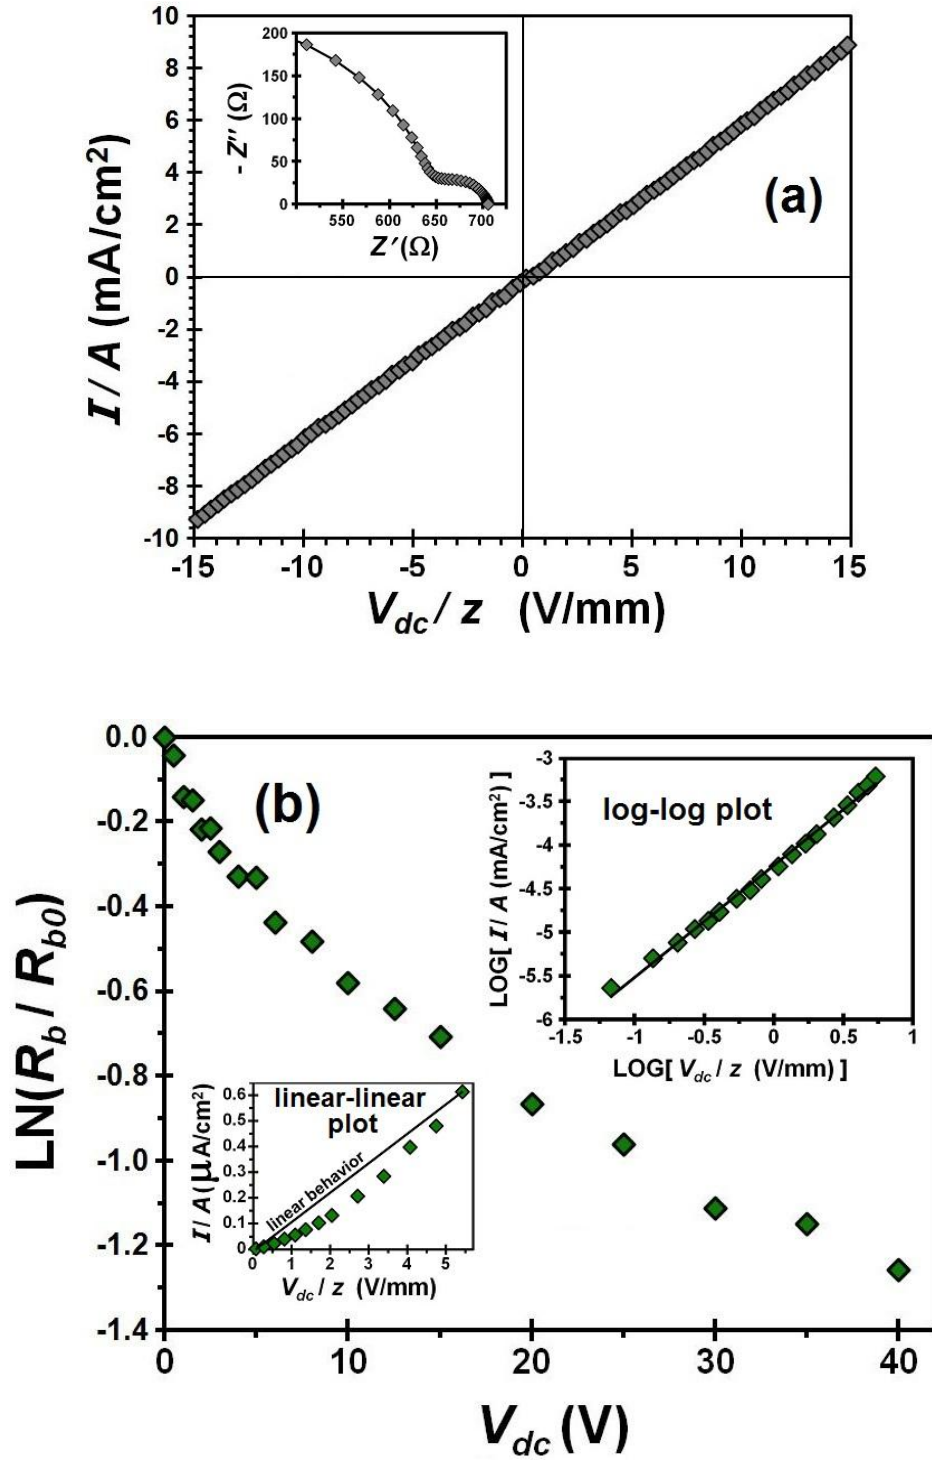 10
8
6
4
2
0
-2
-4
-6
-8
-10
I / A (mA/cm²)
-15 -10 -5 0 5 10 15
V_dc / z (V/mm)
(a)
200
150
100
50
0
- Z″ (Ω)
550 600 650 700
Z′ (Ω)
0.0
-0.2
-0.4
-0.6
-0.8
-1.0
-1.2
-1.4
LN(R_b / R_b0)
0 10 20 30 40
V_dc (V)
(b)
log-log plot
-3
-3.5
-4
-4.5
-5
-5.5
-6
LOG[ I / A (mA/cm²) ]
-1.5 -1 -0.5 0 0.5 1
LOG[ V_dc / z (V/mm) ]
linear-linear
plot
linear behavior
0.6
0.5
0.4
0.3
0.2
0.1
0
I / A (μA/cm²)
0 1 2 3 4 5
V_dc / z (V/mm)